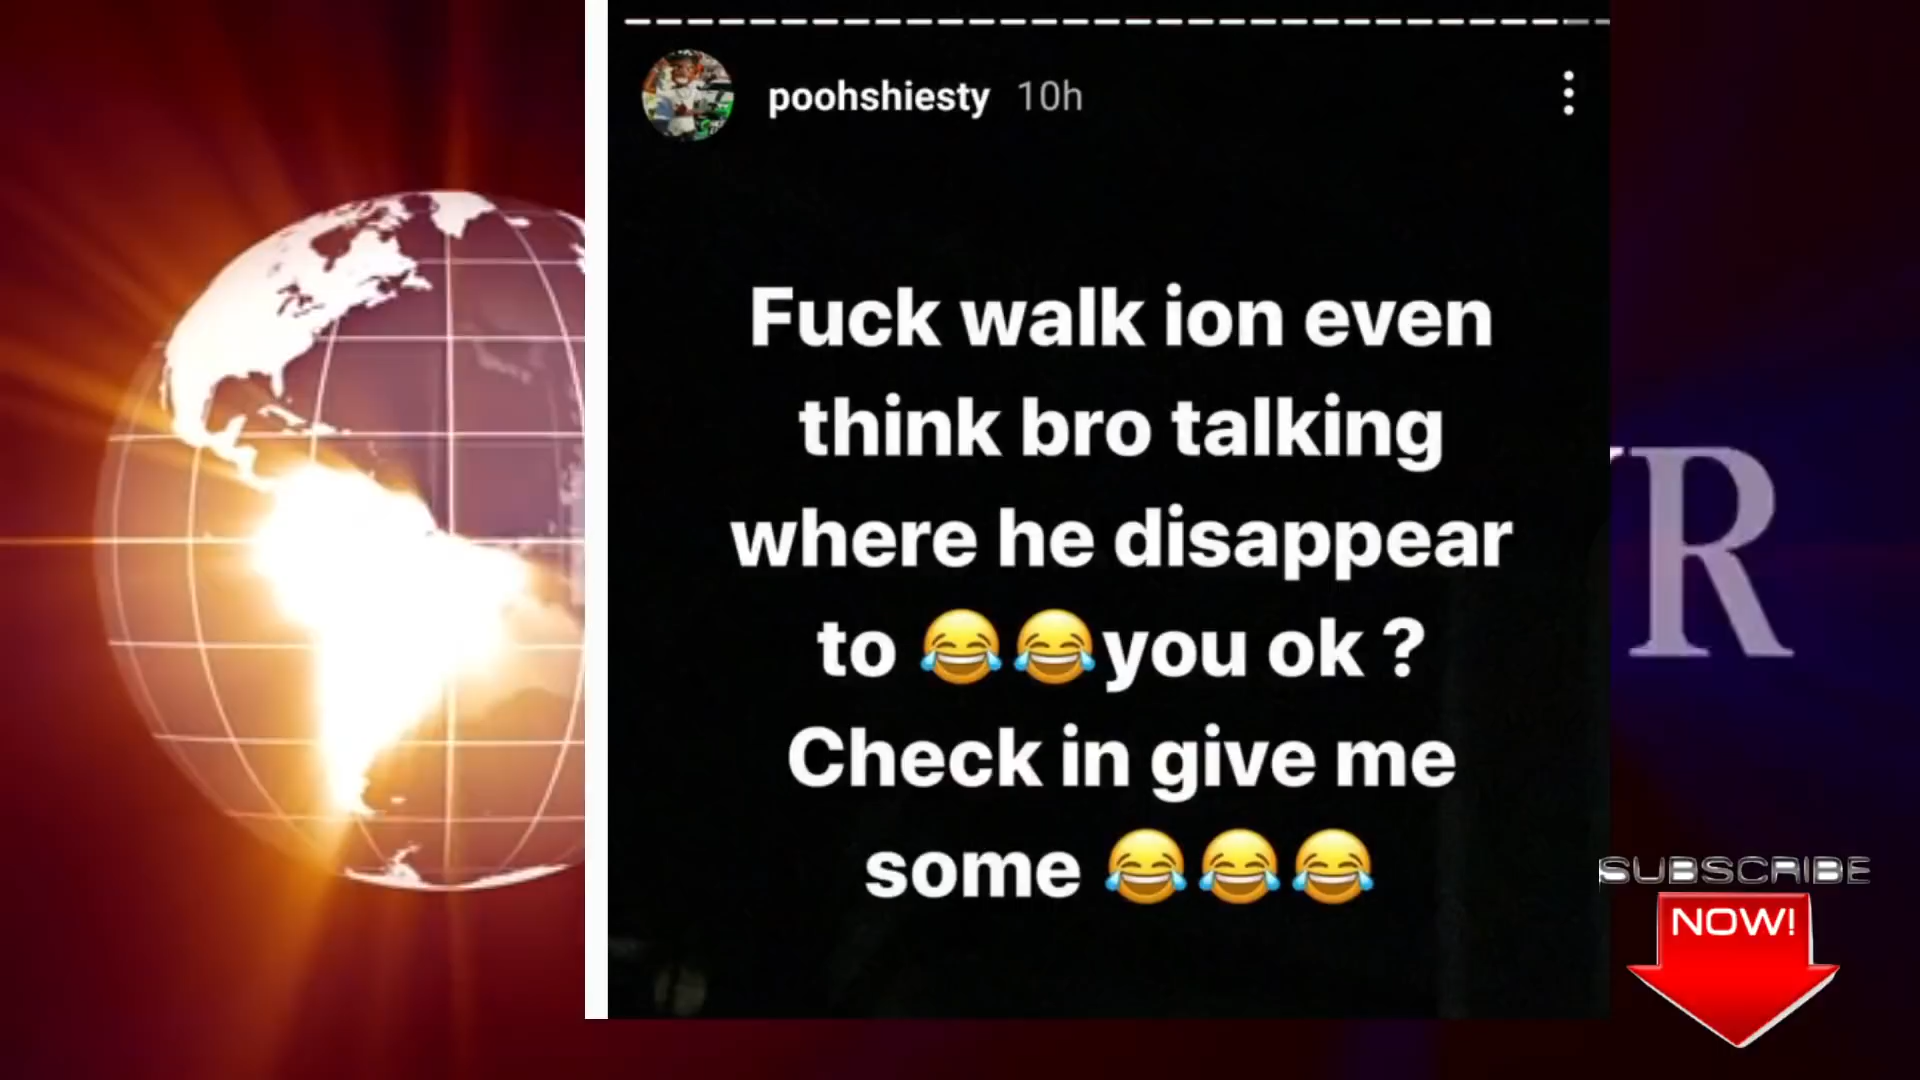 poohshiesty 10h
Fuck walk ion even
think bro talking
where he disappear
to 😂😂you ok ?
Check in give me
some 😂😂😂
R
SUBSCRIBE
NOW!